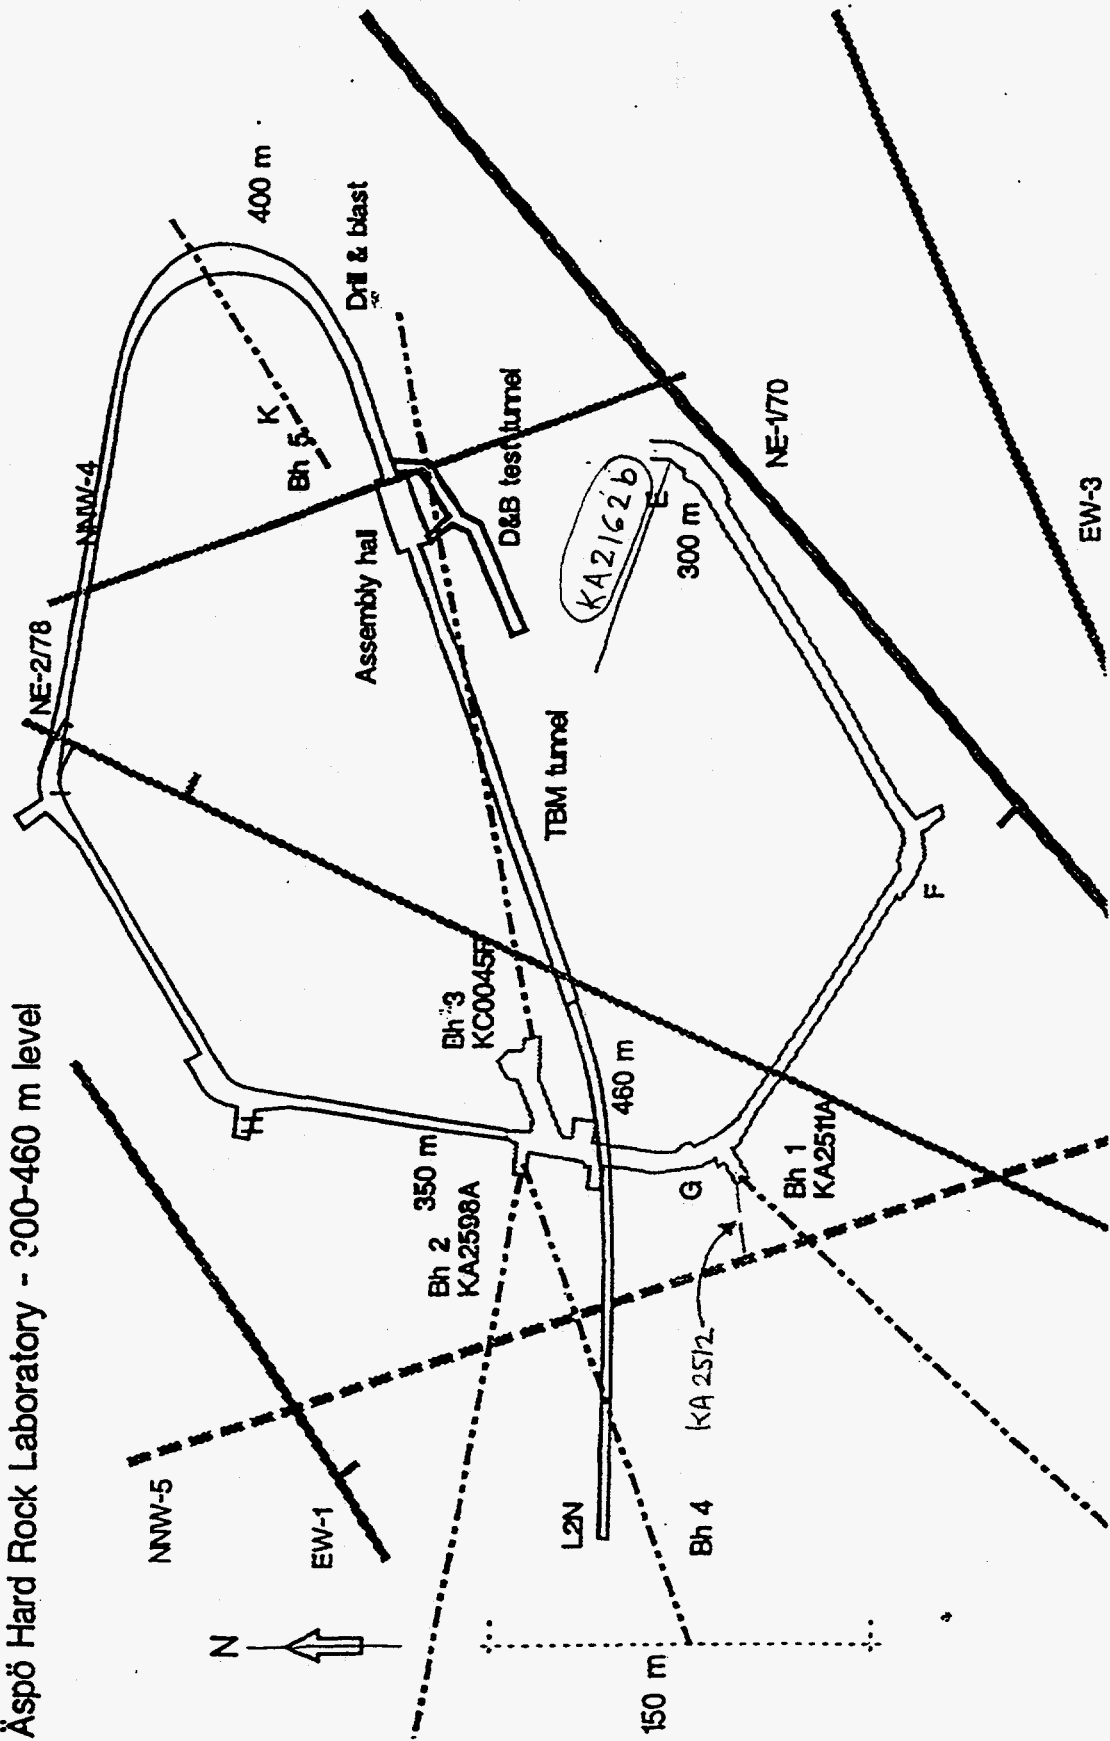 Äspö Hard Rock Laboratory - 300-460 m level
N
NNW-5
EW-1
NE-2/78
NNW-4
400 m
K
Bh 5
Drill & blast
Assembly hall
D&B test tunnel
TBM tunnel
Bh 3
KC0045F
H
I
350 m
Bh 2
KA2598A
460 m
L2N
G
Bh 1
KA2511A
KA2512
Bh 4
150 m
KA2162b
E
300 m
F
NE-1/70
EW-3